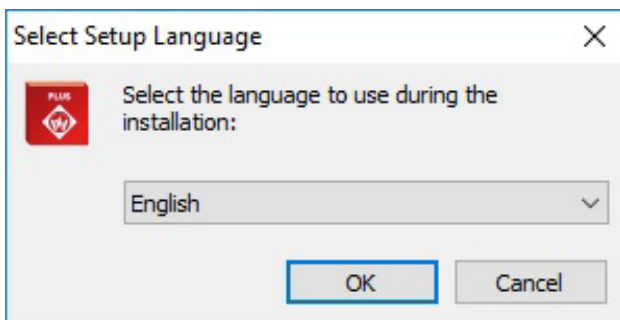 Select Setup Language
PLUS
W
Select the language to use during the
installation:
English
OK
Cancel